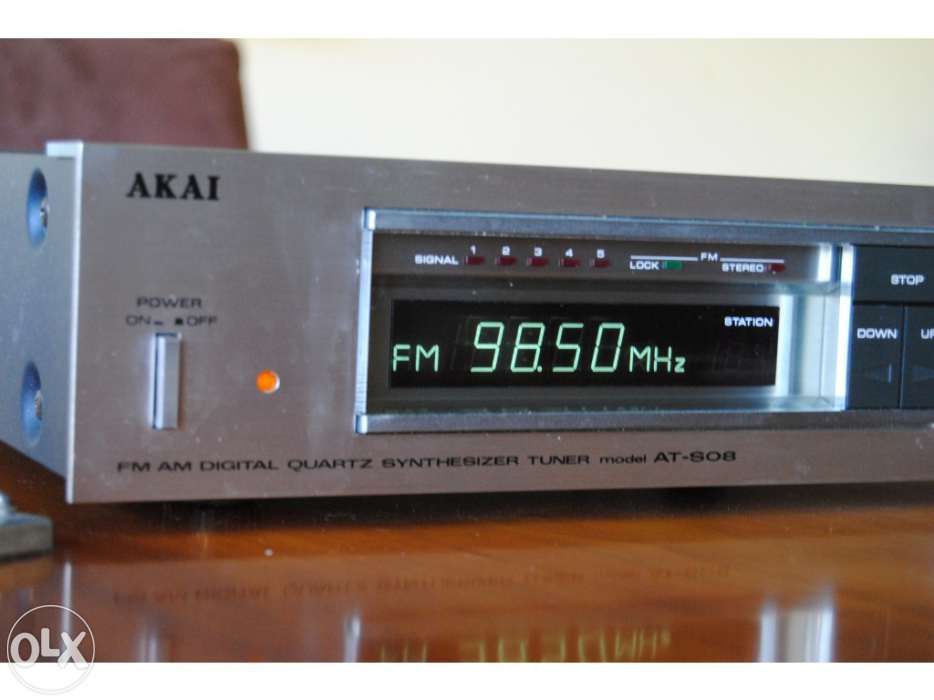 AKAI
SIGNAL 1 2 3 4 5
FM
LOCK STEREO
STOP
POWER
ON OFF
STATION
FM 98.50 MHz
DOWN
FM AM DIGITAL QUARTZ SYNTHESIZER TUNER model AT-S08
OLX